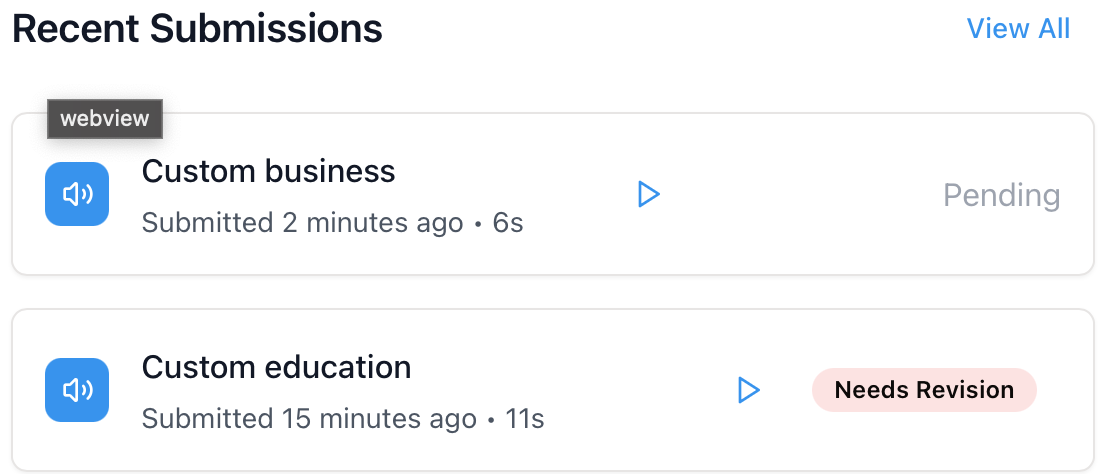 Recent Submissions
View All
webview
Custom business
Submitted 2 minutes ago • 6s
Pending
Custom education
Submitted 15 minutes ago • 11s
Needs Revision